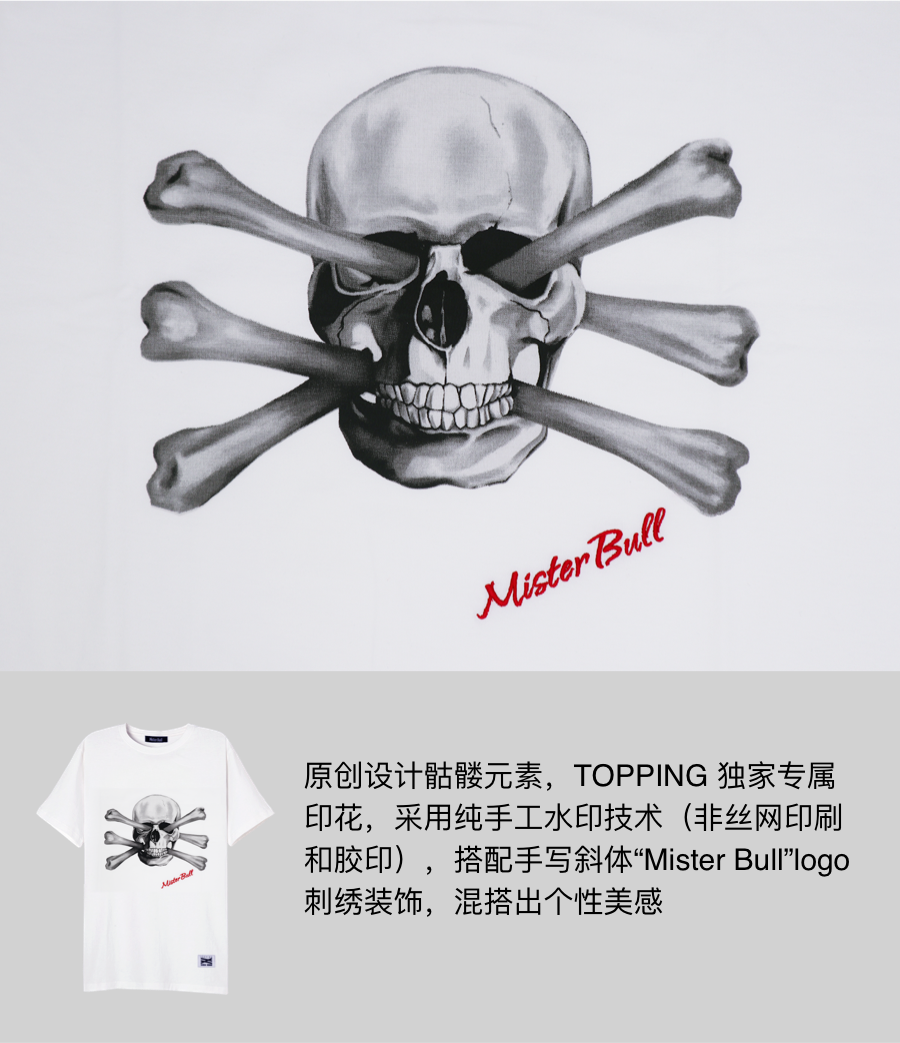 Mister Bull
原创设计骷髅元素，TOPPING 独家专属
印花，采用纯手工水印技术（非丝网印刷
和胶印），搭配手写斜体“Mister Bull”logo
刺绣装饰，混搭出个性美感
Mister Bull